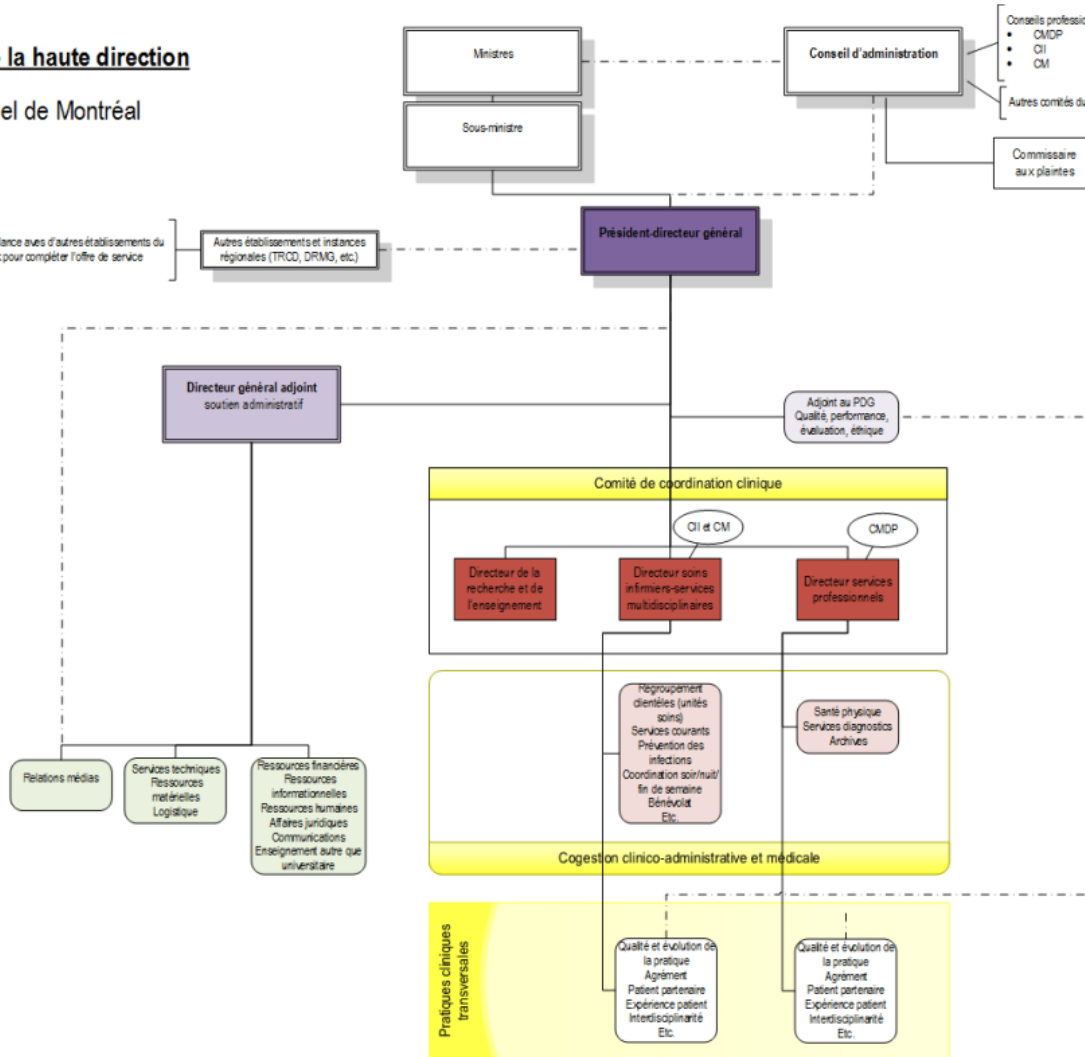 la haute direction
el de Montréal
Ministres
Sous-ministre
Conseil d'administration
Conseils professio
• CMDP
• CII
• CM
Autres comités du
Commissaire
aux plaintes
Président-directeur général
lance aves d'autres établissements du
pour compléter l'offre de service
Autres établissements et instances
régionales (TRCD, DRMG, etc.)
Directeur général adjoint
soutien administratif
Adjoint au PDG
Qualité, performance,
évaluation, éthique
Comité de coordination clinique
CII et CM
CMDP
Directeur de la
recherche et de
l'enseignement
Directeur soins
infirmiers-services
multidisciplinaires
Directeur services
professionnels
Regroupement
clientèles (unités
soins)
Services courants
Prévention des
infections
Coordination soir/nuit/
fin de semaine
Bénévolat
Etc.
Santé physique
Services diagnostics
Archives
Relations médias
Services techniques
Ressources
matérielles
Logistique
Ressources financières
Ressources
informationnelles
Ressources humaines
Affaires juridiques
Communications
Enseignement autre que
universitaire
Cogestion clinico-administrative et médicale
Pratiques cliniques
transversales
Qualité et évolution de
la pratique
Agrément
Patient partenaire
Expérience patient
Interdisciplinarité
Etc.
Qualité et évolution de
la pratique
Agrément
Patient partenaire
Expérience patient
Interdisciplinarité
Etc.